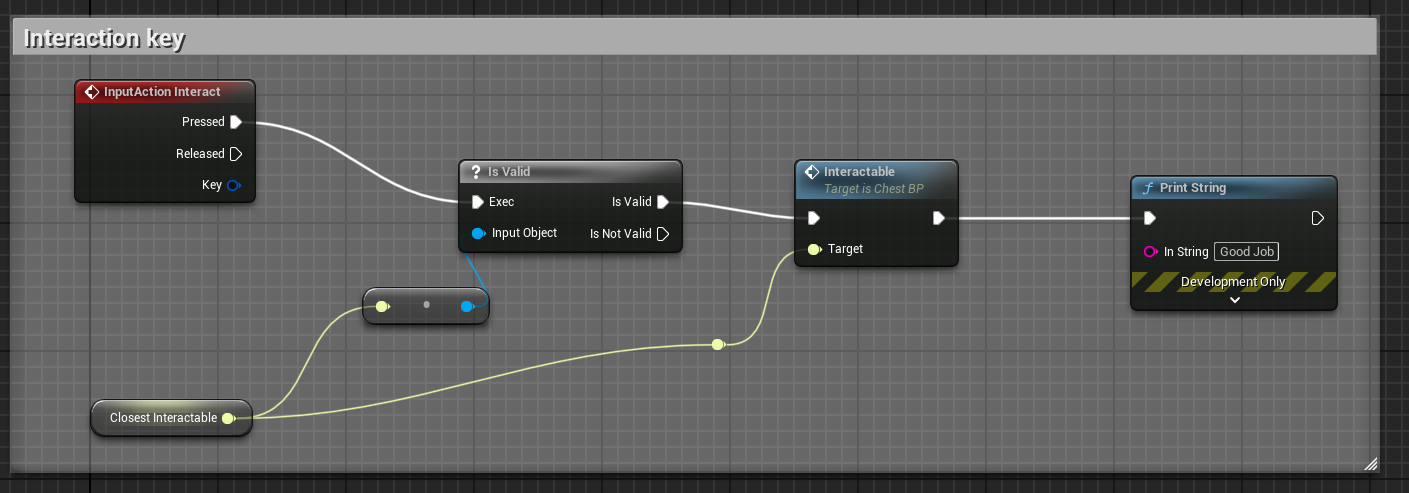 Interaction key
InputAction Interact
Pressed
Released
Key
? Is Valid
Exec
Is Valid
Input Object
Is Not Valid
Interactable
Target is Chest BP
Target
f Print String
In String Good Job
Development Only
Closest Interactable